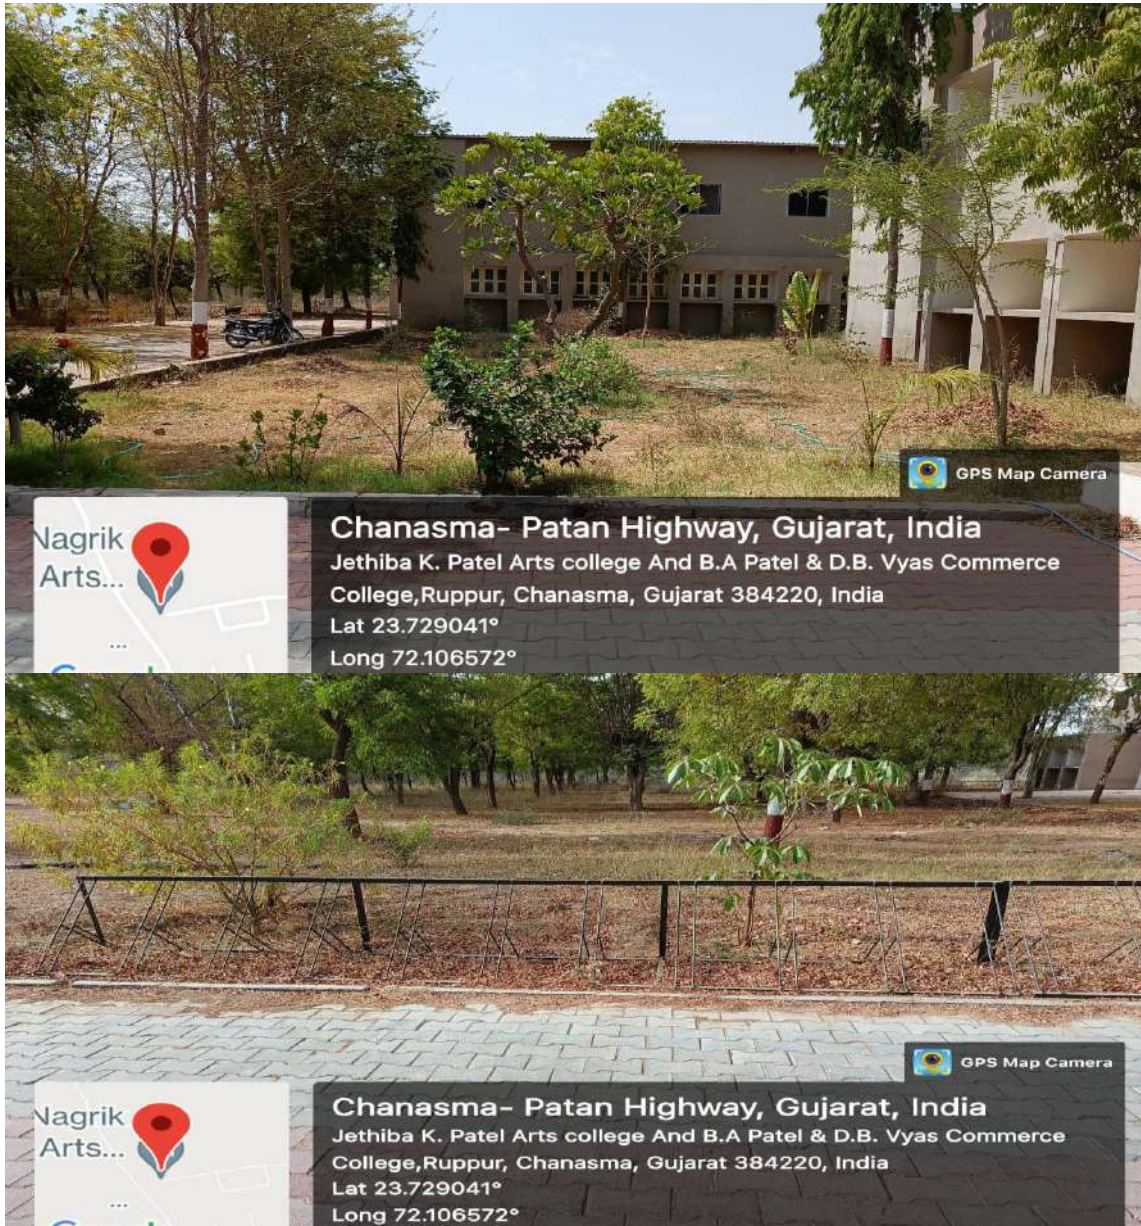 GPS Map Camera
Nagrik
Arts...
...
Chanasma- Patan Highway, Gujarat, India
Jethiba K. Patel Arts college And B.A Patel & D.B. Vyas Commerce
College,Ruppur, Chanasma, Gujarat 384220, India
Lat 23.729041°
Long 72.106572°
GPS Map Camera
Nagrik
Arts...
...
Chanasma- Patan Highway, Gujarat, India
Jethiba K. Patel Arts college And B.A Patel & D.B. Vyas Commerce
College,Ruppur, Chanasma, Gujarat 384220, India
Lat 23.729041°
Long 72.106572°